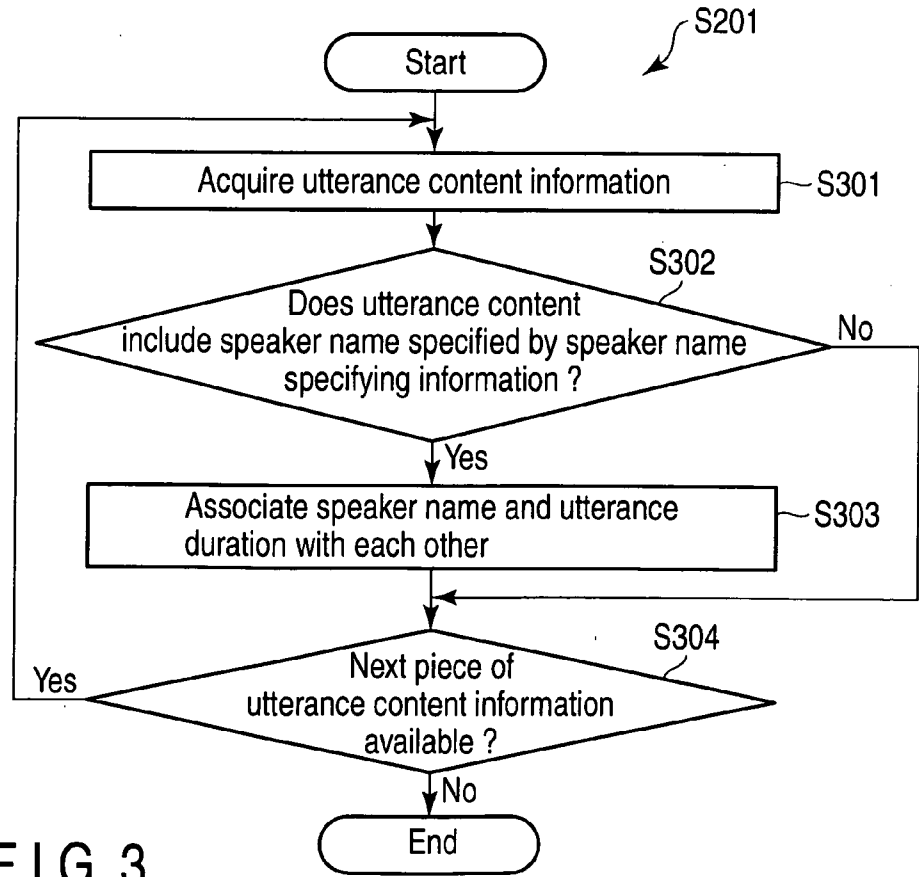 S201
Start
Acquire utterance content information
S301
S302
Does utterance content
include speaker name specified by speaker name
specifying information ?
No
Yes
Associate speaker name and utterance
duration with each other
S303
S304
Next piece of
utterance content information
available ?
Yes
No
End
FIG. 3